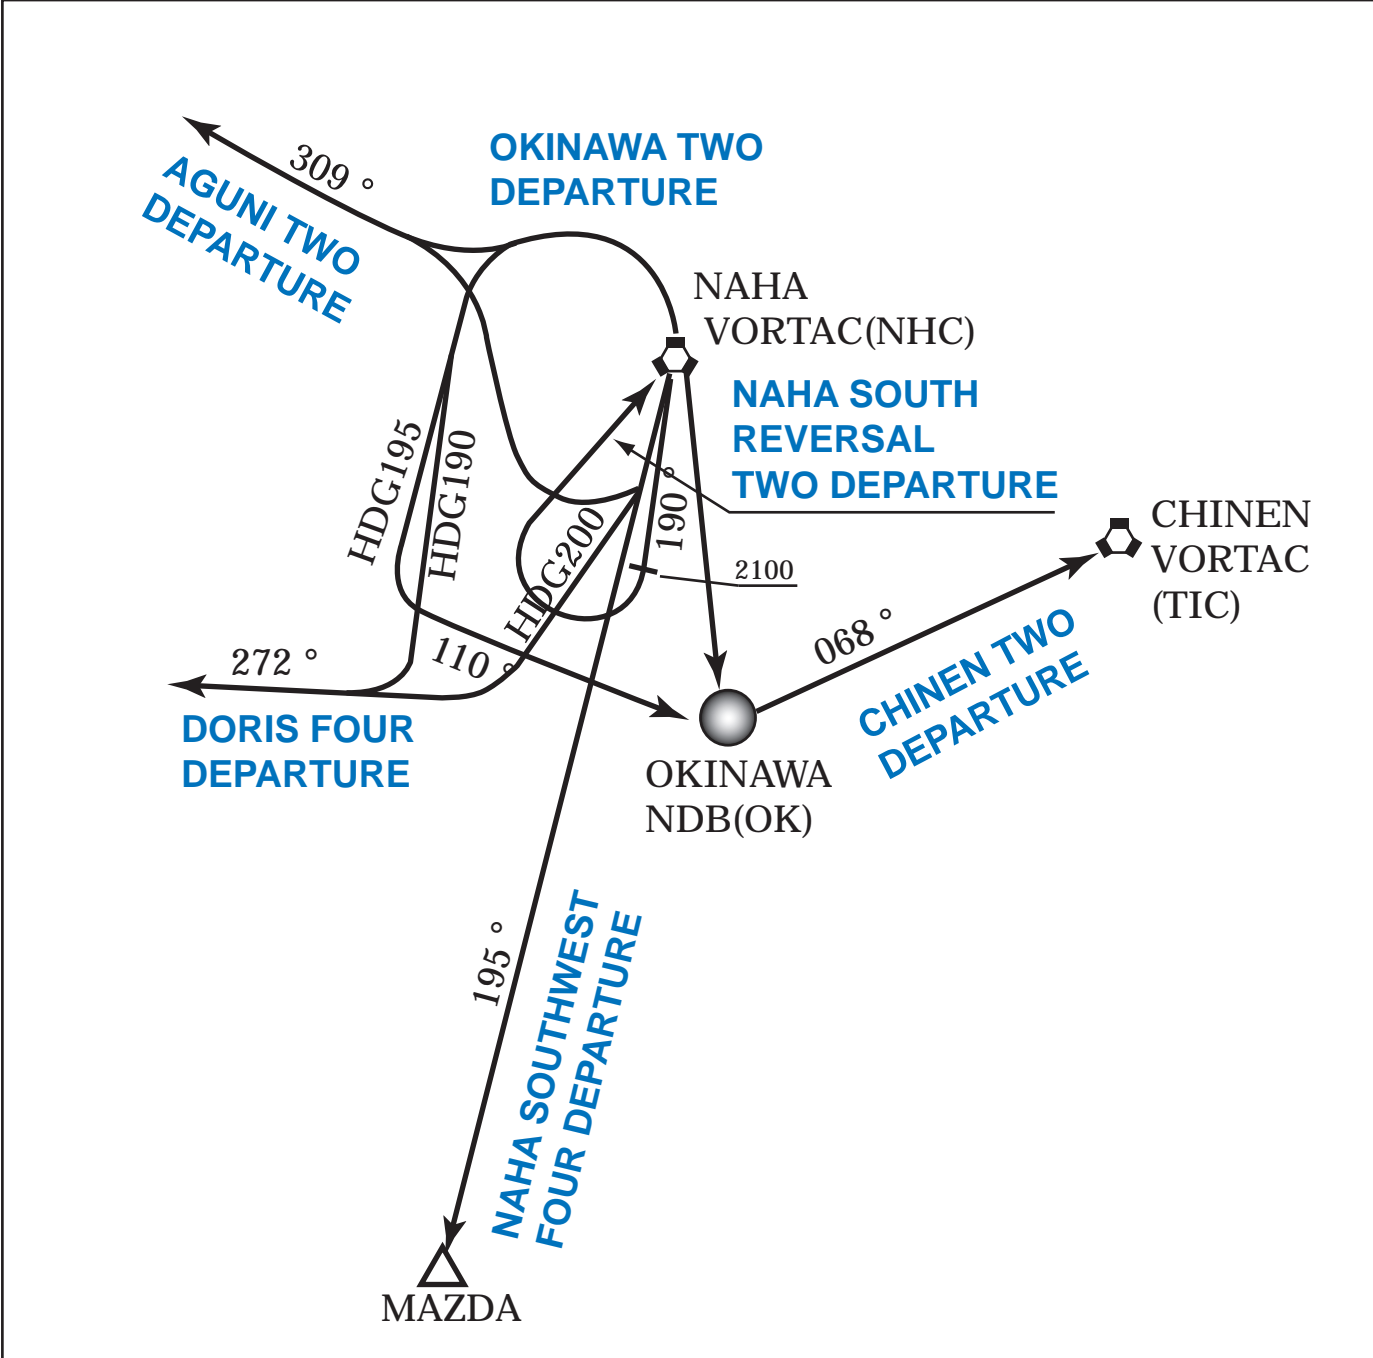 309 °
AGUNI TWO
DEPARTURE
OKINAWA TWO
DEPARTURE
NAHA
VORTAC(NHC)
NAHA SOUTH
REVERSAL
TWO DEPARTURE
HDG195
HDG190
HDG200
190 °
2100
CHINEN
VORTAC
(TIC)
068 °
CHINEN TWO
DEPARTURE
272 °
110 °
DORIS FOUR
DEPARTURE
OKINAWA
NDB(OK)
195 °
NAHA SOUTHWEST
FOUR DEPARTURE
MAZDA